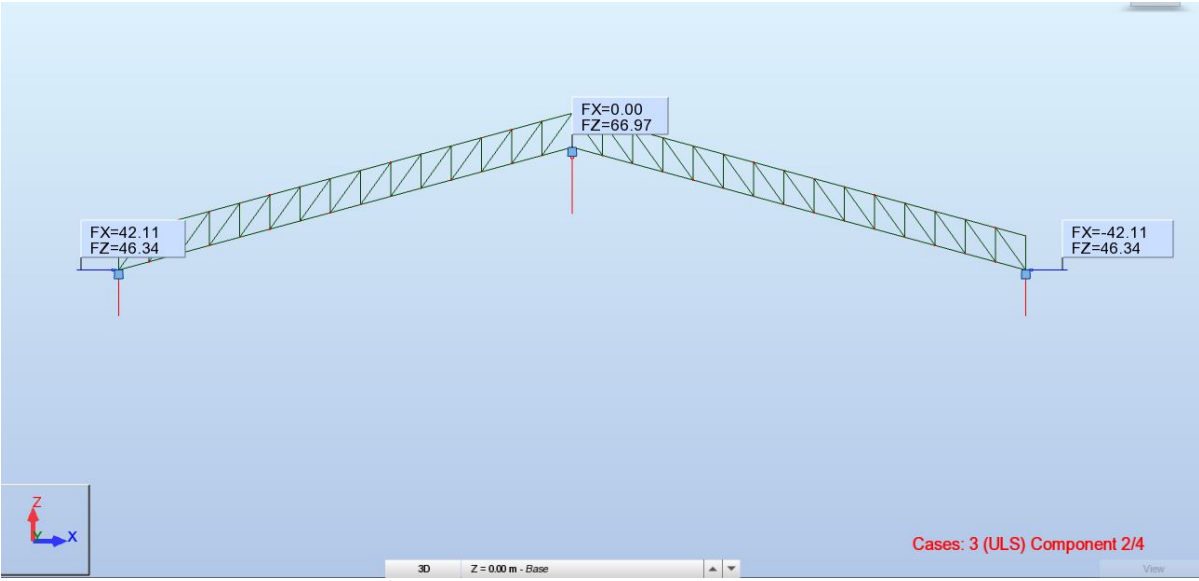 FX=0.00
FZ=66.97
FX=42.11
FZ=46.34
FX=-42.11
FZ=46.34
Z
Y
X
Cases: 3 (ULS) Component 2/4
3D
Z = 0.00 m - Base
View